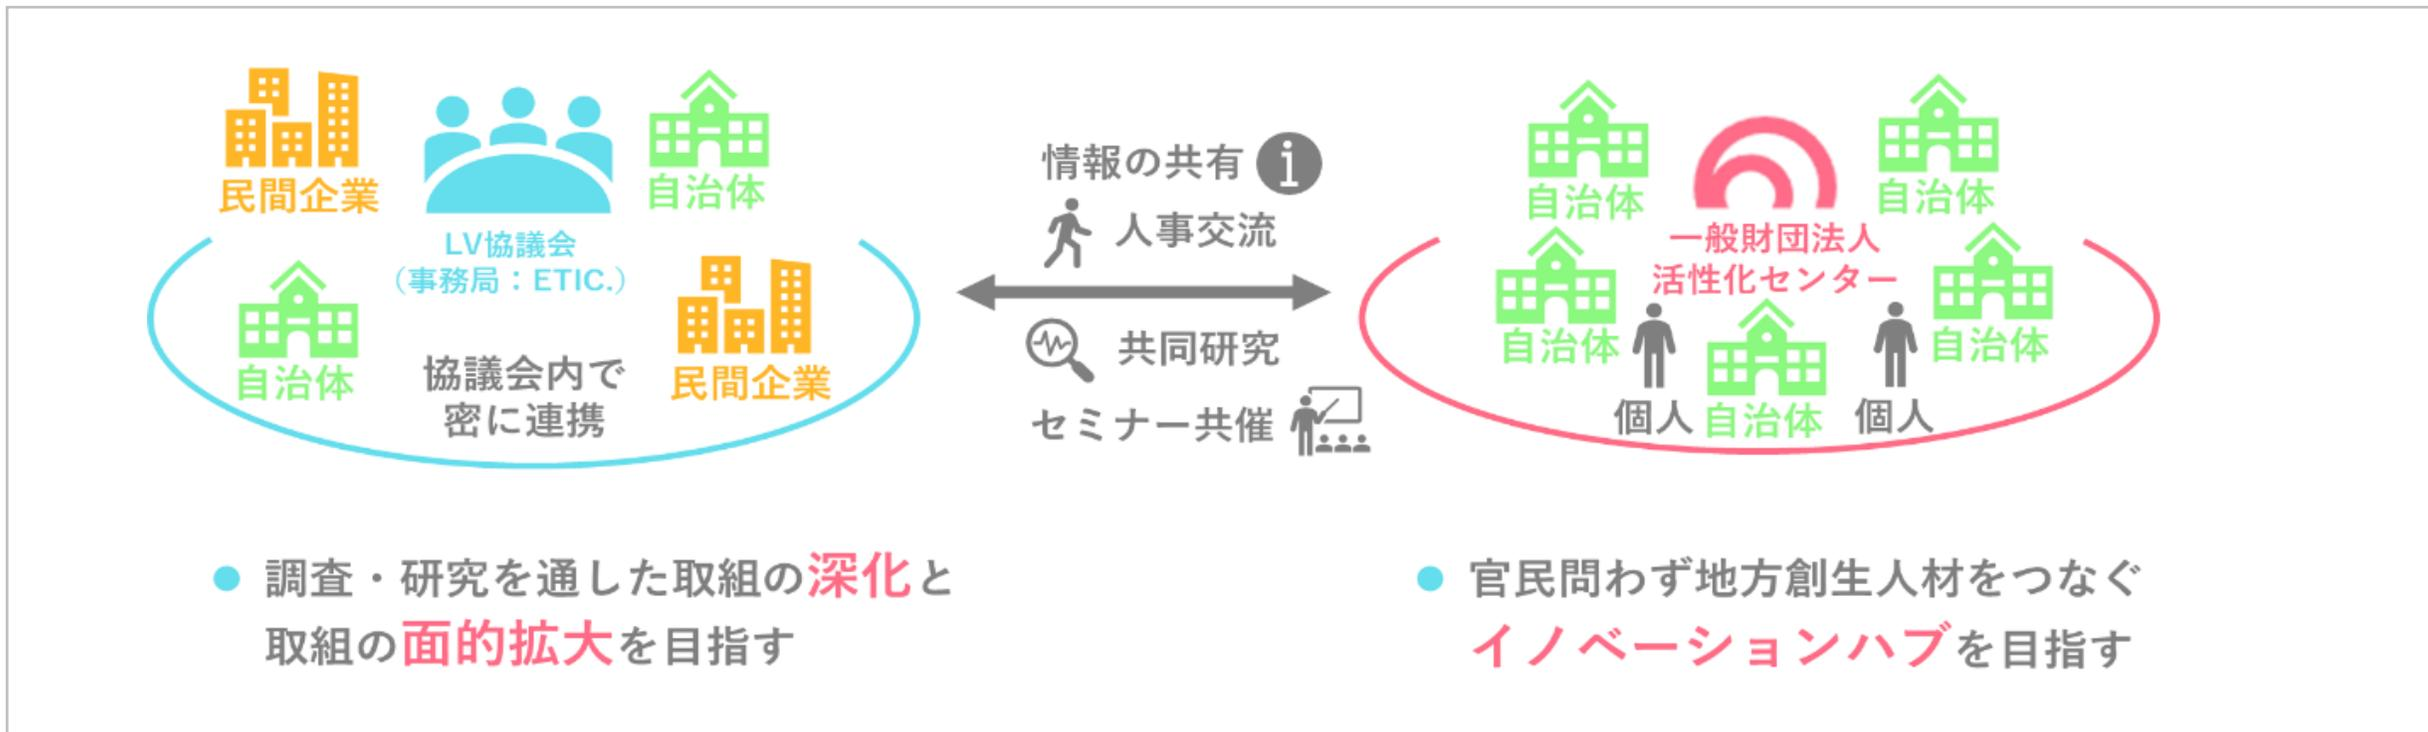 民間企業
自治体
LV協議会
（事務局：ETIC.）
自治体
民間企業
協議会内で
密に連携
情報の共有
人事交流
共同研究
セミナー共催
自治体
自治体
一般財団法人
活性化センター
自治体
自治体
個人
自治体
個人
● 調査・研究を通した取組の深化と
取組の面的拡大を目指す
● 官民問わず地方創生人材をつなぐ
イノベーションハブを目指す